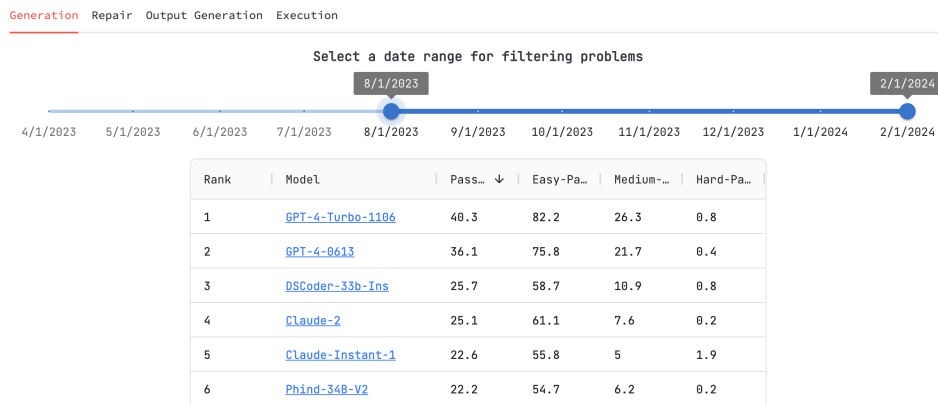 Generation Repair Output Generation Execution
Select a date range for filtering problems
8/1/2023 2/1/2024
4/1/2023 5/1/2023 6/1/2023 7/1/2023 8/1/2023 9/1/2023 10/1/2023 11/1/2023 12/1/2023 1/1/2024 2/1/2024
Rank Model Pass… ↓ Easy-Pa… Medium-… Hard-Pa…
1 GPT-4-Turbo-1106 40.3 82.2 26.3 0.8
2 GPT-4-0613 36.1 75.8 21.7 0.4
3 DSCoder-33b-Ins 25.7 58.7 10.9 0.8
4 Claude-2 25.1 61.1 7.6 0.2
5 Claude-Instant-1 22.6 55.8 5 1.9
6 Phind-34B-V2 22.2 54.7 6.2 0.2